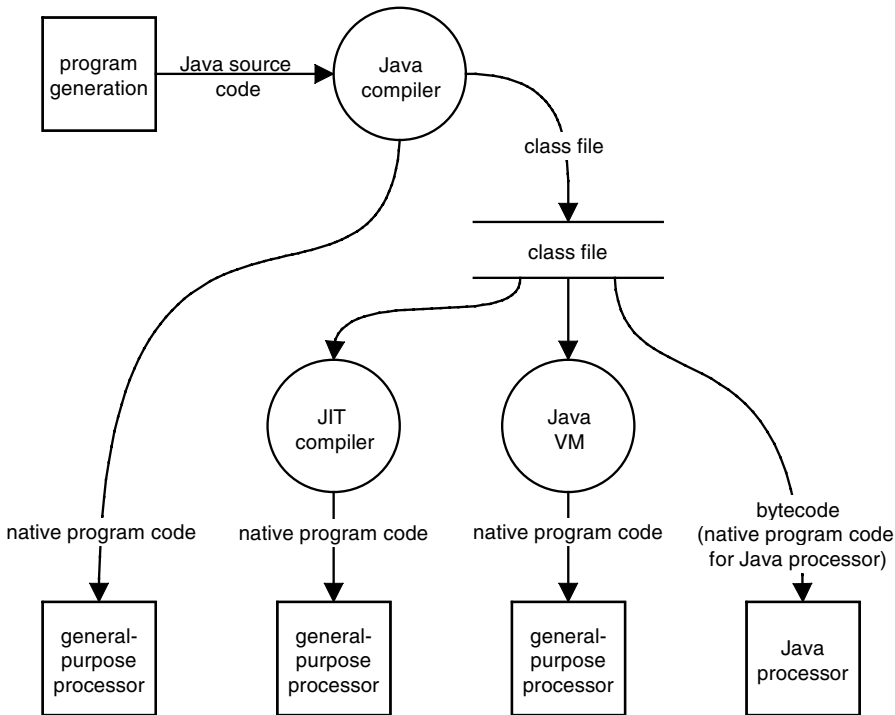 program
generation
Java source
code
Java
compiler
class file
class file
JIT
compiler
Java
VM
native program code
native program code
native program code
bytecode
(native program code
for Java processor)
general-
purpose
processor
general-
purpose
processor
general-
purpose
processor
Java
processor